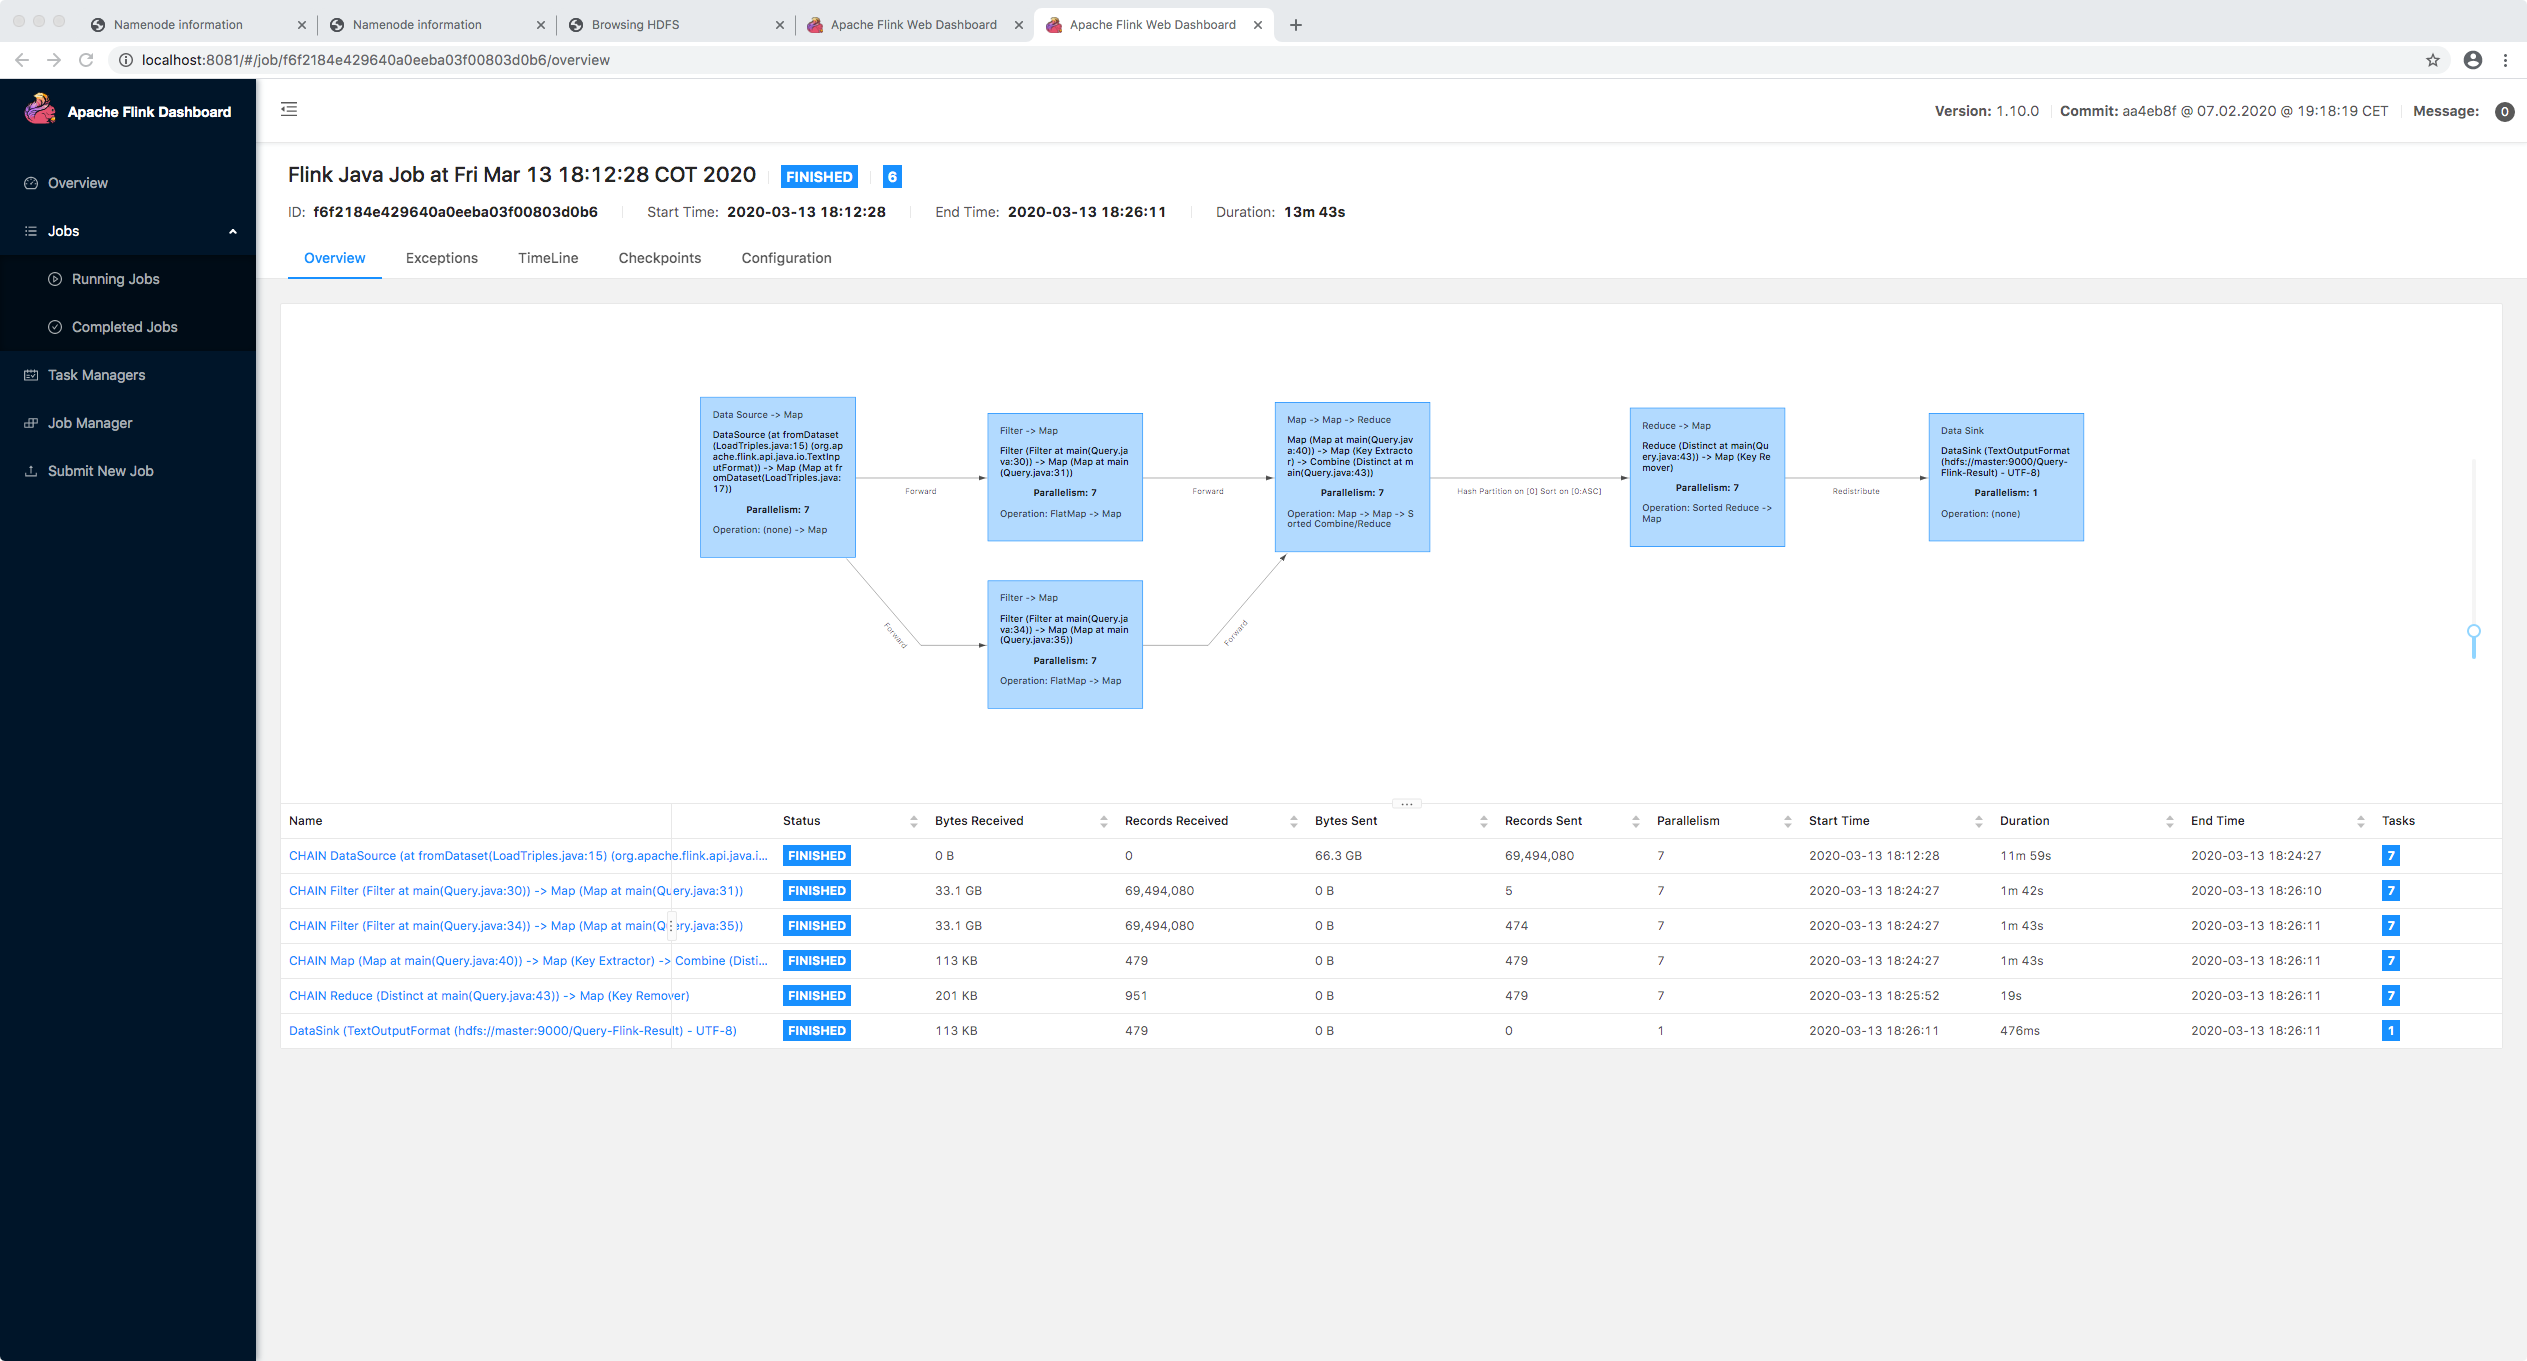 Namenode information
Namenode information
Browsing HDFS
Apache Flink Web Dashboard
Apache Flink Web Dashboard
localhost:8081/#/job/f6f2184e429640a0eeba03f00803d0b6/overview
Apache Flink Dashboard
Version: 1.10.0 Commit: aa4eb8f @ 07.02.2020 @ 19:18:19 CET Message: 0
Overview
Jobs
Running Jobs
Completed Jobs
Task Managers
Job Manager
Submit New Job
Flink Java Job at Fri Mar 13 18:12:28 COT 2020 FINISHED 6
ID: f6f2184e429640a0eeba03f00803d0b6 Start Time: 2020-03-13 18:12:28 End Time: 2020-03-13 18:26:11 Duration: 13m 43s
Overview Exceptions TimeLine Checkpoints Configuration
Data Source -> Map
DataSource (at fromDataset
(LoadTriples.java:15) (org.ap
ache.flink.api.java.io.TextInp
utFormat)) -> Map (Map at fr
omDataset(LoadTriples.java:
17))
Parallelism: 7
Operation: (none) -> Map
Forward
Filter -> Map
Filter (Filter at main(Query.ja
va:30)) -> Map (Map at main
(Query.java:31))
Parallelism: 7
Operation: FlatMap -> Map
Forward
Map -> Map -> Reduce
Map (Map at main(Query.jav
a:40)) -> Map (Key Extracto
r) -> Combine (Distinct at m
ain(Query.java:43))
Parallelism: 7
Operation: Map -> Map -> S
orted Combine/Reduce
Hash Partition on [0] Sort on [0:ASC]
Reduce -> Map
Reduce (Distinct at main(Qu
ery.java:43)) -> Map (Key Re
mover)
Parallelism: 7
Operation: Sorted Reduce ->
Map
Redistribute
Data Sink
DataSink (TextOutputFormat
(hdfs://master:9000/Query-
Flink-Result) - UTF-8)
Parallelism: 1
Operation: (none)
Forward
Filter -> Map
Filter (Filter at main(Query.ja
va:34)) -> Map (Map at main
(Query.java:35))
Parallelism: 7
Operation: FlatMap -> Map
Forward
Name Status Bytes Received Records Received Bytes Sent Records Sent Parallelism Start Time Duration End Time Tasks
CHAIN DataSource (at fromDataset(LoadTriples.java:15) (org.apache.flink.api.java.i... FINISHED 0 B 0 66.3 GB 69,494,080 7 2020-03-13 18:12:28 11m 59s 2020-03-13 18:24:27 7
CHAIN Filter (Filter at main(Query.java:30)) -> Map (Map at main(Query.java:31)) FINISHED 33.1 GB 69,494,080 0 B 5 7 2020-03-13 18:24:27 1m 42s 2020-03-13 18:26:10 7
CHAIN Filter (Filter at main(Query.java:34)) -> Map (Map at main(Query.java:35)) FINISHED 33.1 GB 69,494,080 0 B 474 7 2020-03-13 18:24:27 1m 43s 2020-03-13 18:26:11 7
CHAIN Map (Map at main(Query.java:40)) -> Map (Key Extractor) -> Combine (Disti... FINISHED 113 KB 479 0 B 479 7 2020-03-13 18:24:27 1m 43s 2020-03-13 18:26:11 7
CHAIN Reduce (Distinct at main(Query.java:43)) -> Map (Key Remover) FINISHED 201 KB 951 0 B 479 7 2020-03-13 18:25:52 19s 2020-03-13 18:26:11 7
DataSink (TextOutputFormat (hdfs://master:9000/Query-Flink-Result) - UTF-8) FINISHED 113 KB 479 0 B 0 1 2020-03-13 18:26:11 476ms 2020-03-13 18:26:11 1